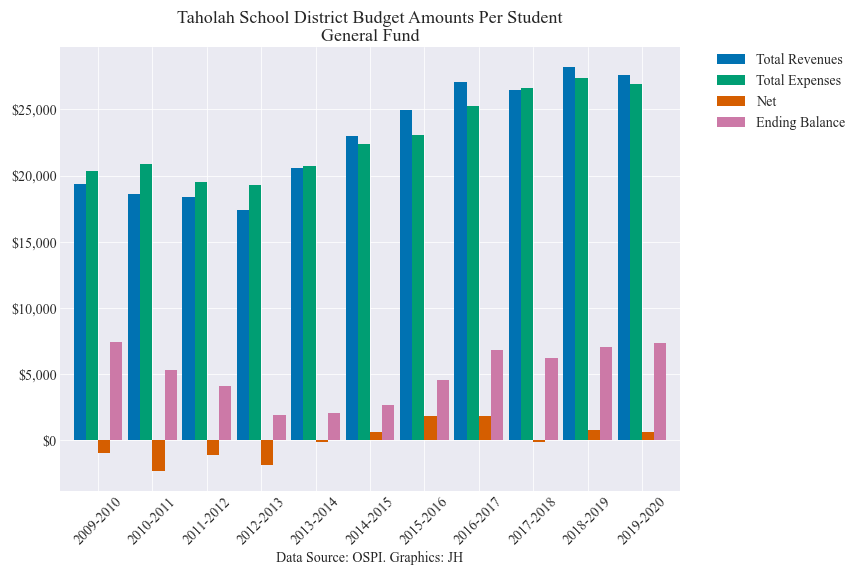 Taholah School District Budget Amounts Per Student
General Fund
Total Revenues
Total Expenses
Net
Ending Balance
$25,000
$20,000
$15,000
$10,000
$5,000
$0
2009-2010
2010-2011
2011-2012
2012-2013
2013-2014
2014-2015
2015-2016
2016-2017
2017-2018
2018-2019
2019-2020
Data Source: OSPI. Graphics: JH